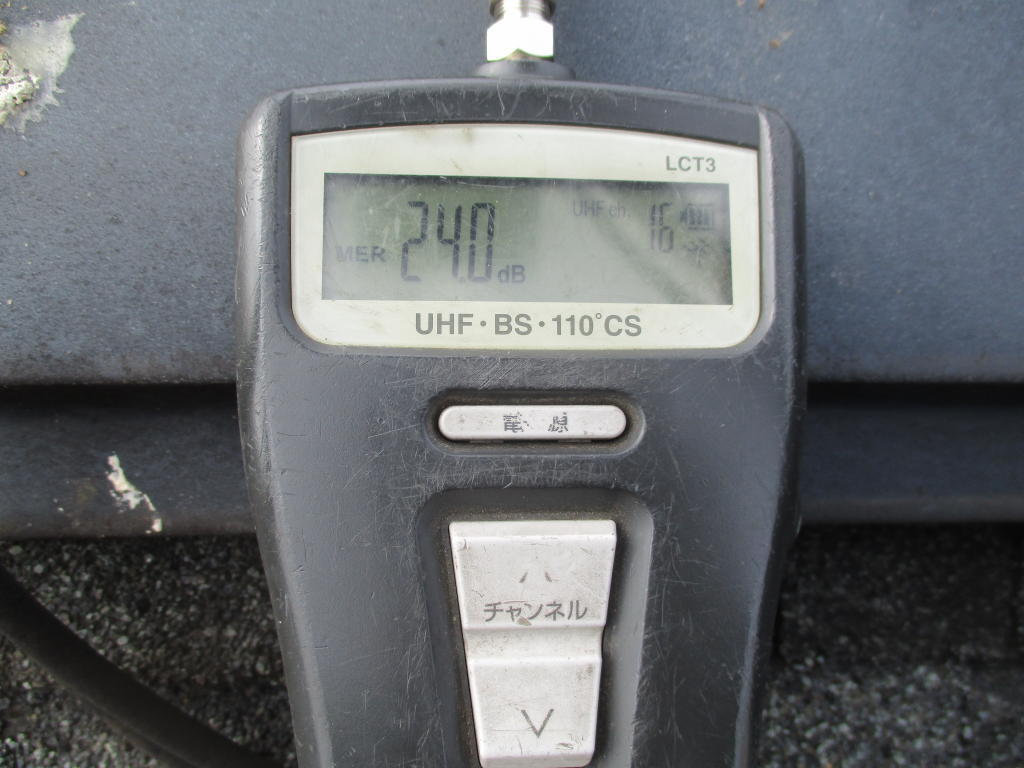 LCT3
UHF ch. 16
MER 24.0 dB
UHF・BS・110°CS
電源
チャンネル